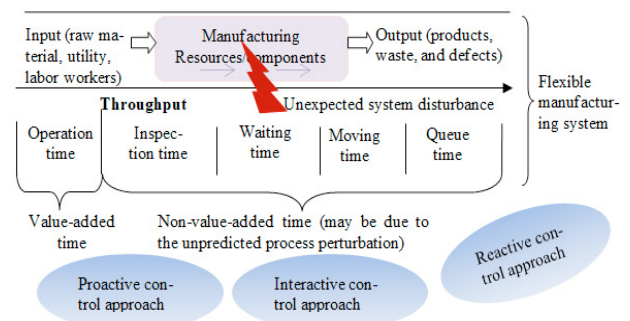 Input (raw ma-
terial, utility,
labor workers)
Manufacturing
Resources/components
Output (products,
waste, and defects)
Flexible
manufactur-
ing system
Throughput
Unexpected system disturbance
Operation
time
Inspec-
tion time
Waiting
time
Moving
time
Queue
time
Value-added
time
Non-value-added time (may be due to
the unpredicted process perturbation)
Proactive con-
trol approach
Interactive con-
trol approach
Reactive con-
trol approach